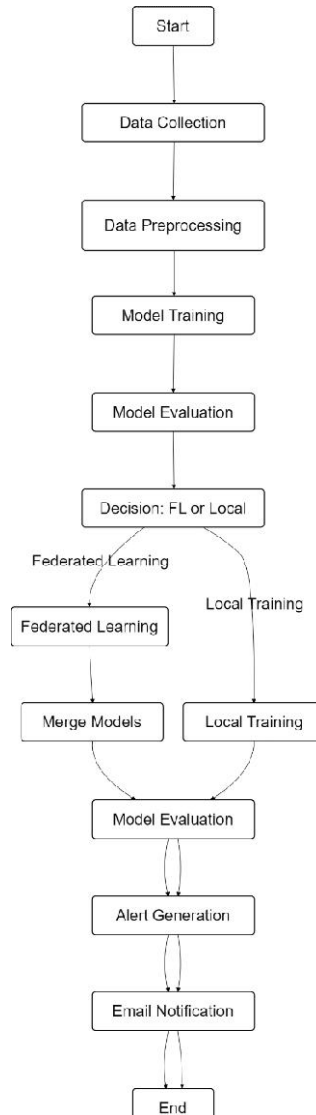 Start
Data Collection
Data Preprocessing
Model Training
Model Evaluation
Decision: FL or Local
Federated Learning
Local Training
Federated Learning
Merge Models
Local Training
Model Evaluation
Alert Generation
Email Notification
End